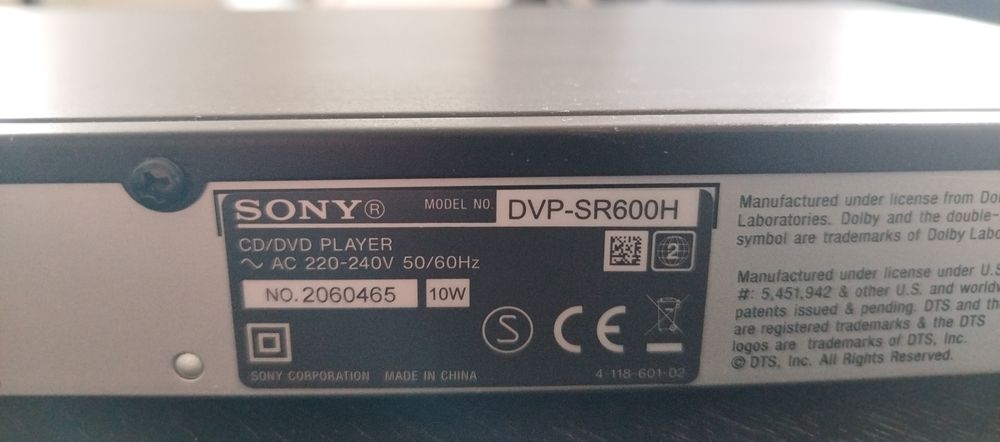 SONY® MODEL NO. DVP-SR600H
CD/DVD PLAYER
~ AC 220-240V 50/60Hz
2
NO. 2060465 10W
S CE
SONY CORPORATION MADE IN CHINA 4-118-601-02
Manufactured under license from
Laboratories. Dolby and the double-
symbol are trademarks of Dolby
Manufactured under license under U.S
#: 5,451,942 & other U.S. and
patents issued & pending. DTS and
are registered trademarks & the DTS
logos are trademarks of DTS, Inc.
© DTS, Inc. All Rights Reserved.